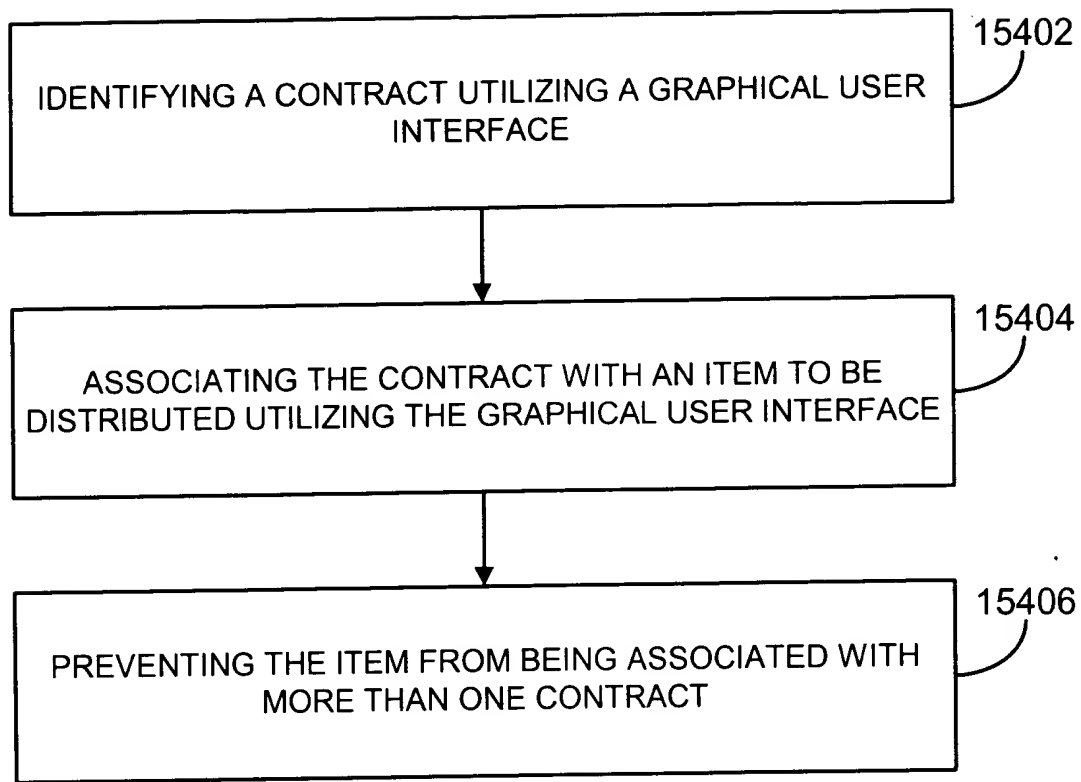 15402
IDENTIFYING A CONTRACT UTILIZING A GRAPHICAL USER
INTERFACE
15404
ASSOCIATING THE CONTRACT WITH AN ITEM TO BE
DISTRIBUTED UTILIZING THE GRAPHICAL USER INTERFACE
15406
PREVENTING THE ITEM FROM BEING ASSOCIATED WITH
MORE THAN ONE CONTRACT